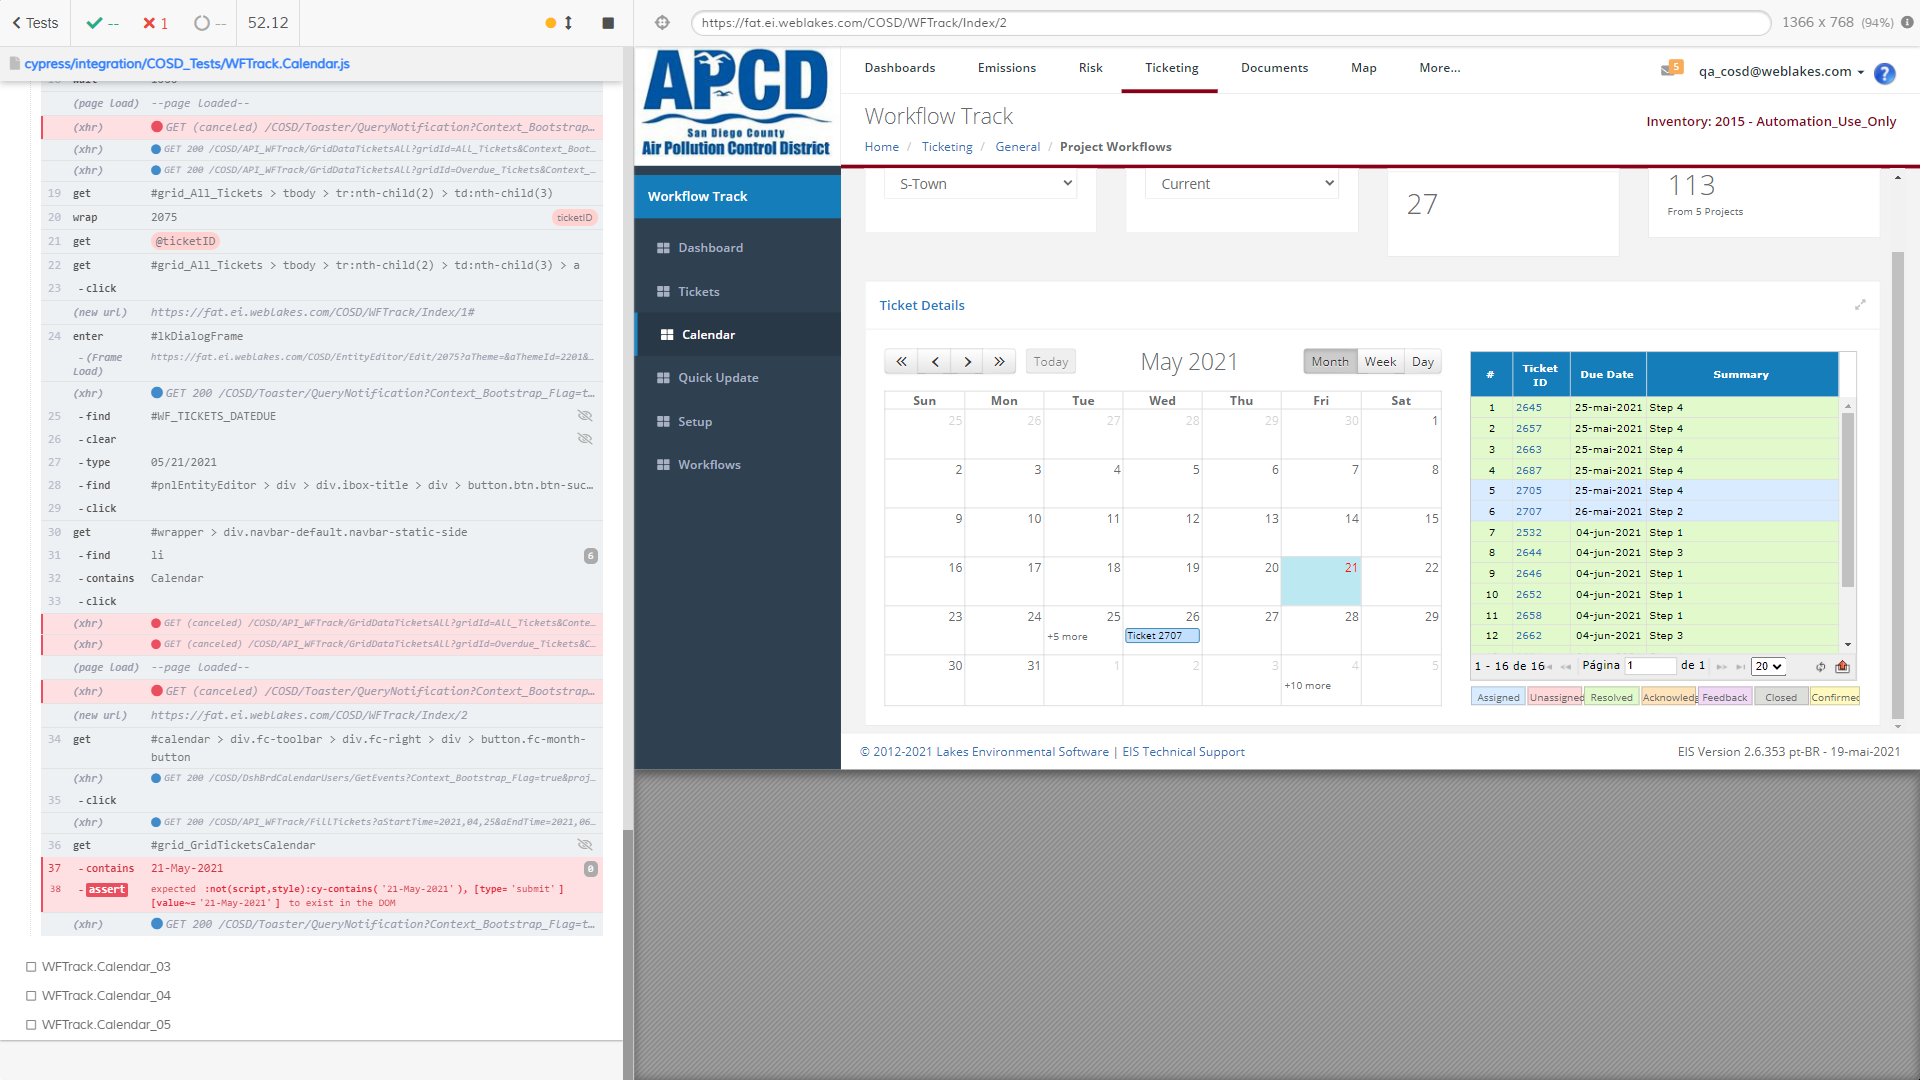 Tests
--
1
--
52.12
https://fat.ei.weblakes.com/COSD/WFTrack/Index/2
1366 x 768 (94%)
cypress/integration/COSD_Tests/WFTrack.Calendar.js
(page load) --page loaded--
(xhr) GET (canceled) /COSD/Toaster/QueryNotification?Context_Bootstrap…
(xhr) GET 200 /COSD/API_WFTrack/GridDataTicketsAll?gridId=All_Tickets&Context_Boot…
(xhr) GET 200 /COSD/API_WFTrack/GridDataTicketsAll?gridId=Overdue_Tickets&Context_…
19 get #grid_All_Tickets > tbody > tr:nth-child(2) > td:nth-child(3)
20 wrap 2075 ticketID
21 get @ticketID
22 get #grid_All_Tickets > tbody > tr:nth-child(2) > td:nth-child(3) > a
23 -click
(new url) https://fat.ei.weblakes.com/COSD/WFTrack/Index/1#
24 enter #lkDialogFrame
-(Frame Load) https://fat.ei.weblakes.com/COSD/EntityEditor/Edit/2075?aTheme=&aThemeId=2201&…
(xhr) GET 200 /COSD/Toaster/QueryNotification?Context_Bootstrap_Flag=t…
25 -find #WF_TICKETS_DATEDUE
26 -clear
27 -type 05/21/2021
28 -find #pnlEntityEditor > div > div.ibox-title > div > button.btn.btn-suc…
29 -click
30 get #wrapper > div.navbar-default.navbar-static-side
31 -find li 6
32 -contains Calendar
33 -click
(xhr) GET (canceled) /COSD/API_WFTrack/GridDataTicketsAll?gridId=All_Tickets&Conte…
(xhr) GET (canceled) /COSD/API_WFTrack/GridDataTicketsAll?gridId=Overdue_Tickets&C…
(page load) --page loaded--
(xhr) GET (canceled) /COSD/Toaster/QueryNotification?Context_Bootstrap…
(new url) https://fat.ei.weblakes.com/COSD/WFTrack/Index/2
34 get #calendar > div.fc-toolbar > div.fc-right > div > button.fc-month-
button
(xhr) GET 200 /COSD/DshBrdCalendarUsers/GetEvents?Context_Bootstrap_Flag=true&proj…
35 -click
(xhr) GET 200 /COSD/API_WFTrack/FillTickets?aStartTime=2021,04,25&aEndTime=2021,06…
36 get #grid_GridTicketsCalendar
37 -contains 21-May-2021 0
38 -assert expected :not(script,style):cy-contains('21-May-2021'), [type='submit']
[value~='21-May-2021'] to exist in the DOM
(xhr) GET 200 /COSD/Toaster/QueryNotification?Context_Bootstrap_Flag=t…
WFTrack.Calendar_03
WFTrack.Calendar_04
WFTrack.Calendar_05
APCD
San Diego County
Air Pollution Control District
Dashboards Emissions Risk Ticketing Documents Map More...
5 qa_cosd@weblakes.com ?
Workflow Track
Inventory: 2015 - Automation_Use_Only
Home / Ticketing / General / Project Workflows
Workflow Track
Dashboard
Tickets
Calendar
Quick Update
Setup
Workflows
S-Town
Current
27
113
From 5 Projects
Ticket Details
Today May 2021 Month Week Day
Sun Mon Tue Wed Thu Fri Sat
25 26 27 28 29 30 1
2 3 4 5 6 7 8
9 10 11 12 13 14 15
16 17 18 19 20 21 22
23 24 25 26 27 28 29
+5 more Ticket 2707
30 31 1 2 3 4 5
+10 more
# Ticket ID Due Date Summary
1 2645 25-mai-2021 Step 4
2 2657 25-mai-2021 Step 4
3 2663 25-mai-2021 Step 4
4 2687 25-mai-2021 Step 4
5 2705 25-mai-2021 Step 4
6 2707 26-mai-2021 Step 2
7 2532 04-jun-2021 Step 1
8 2644 04-jun-2021 Step 3
9 2646 04-jun-2021 Step 1
10 2652 04-jun-2021 Step 1
11 2658 04-jun-2021 Step 1
12 2662 04-jun-2021 Step 3
1 - 16 de 16 Página 1 de 1 20
Assigned Unassigned Resolved Acknowledg Feedback Closed Confirmed
© 2012-2021 Lakes Environmental Software | EIS Technical Support
EIS Version 2.6.353 pt-BR - 19-mai-2021